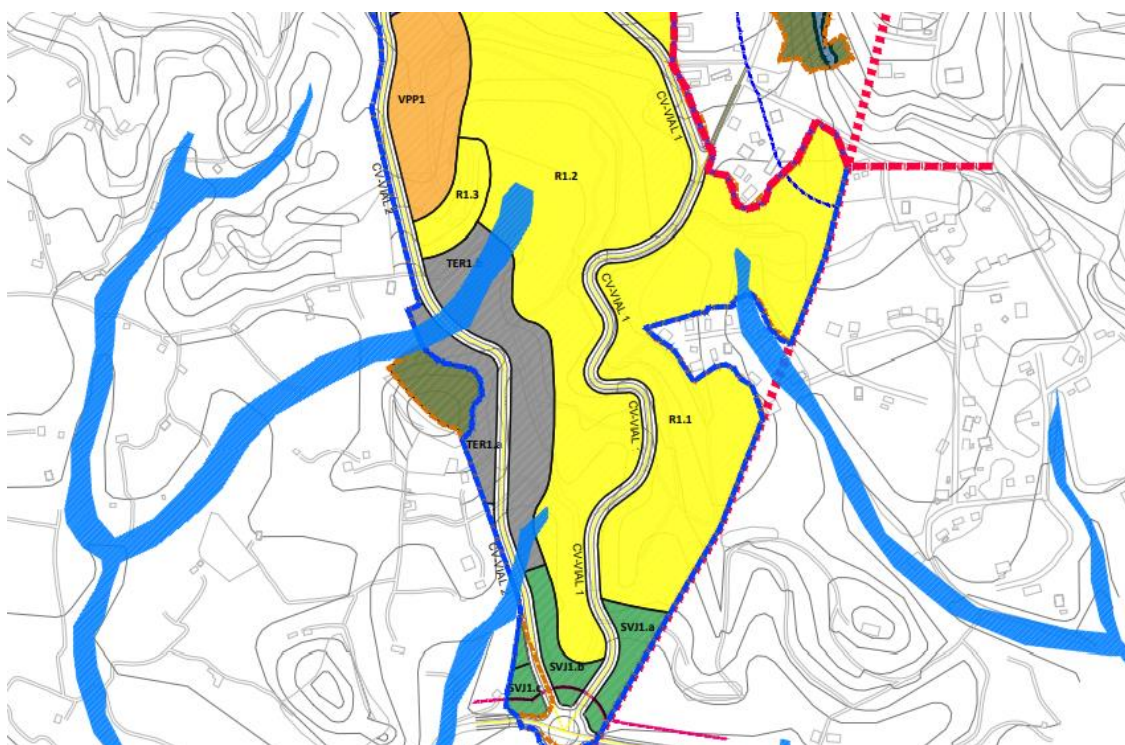 VPP1
CV-VIAL 1
CV-VIAL 2
R1.2
R1.3
TER1.
CV-VIAL 1
R1.1
CV-VIAL
TER1.a
CV-VIAL 2
CV-VIAL 1
SVJ1.a
SVJ1.b
SVJ1.c